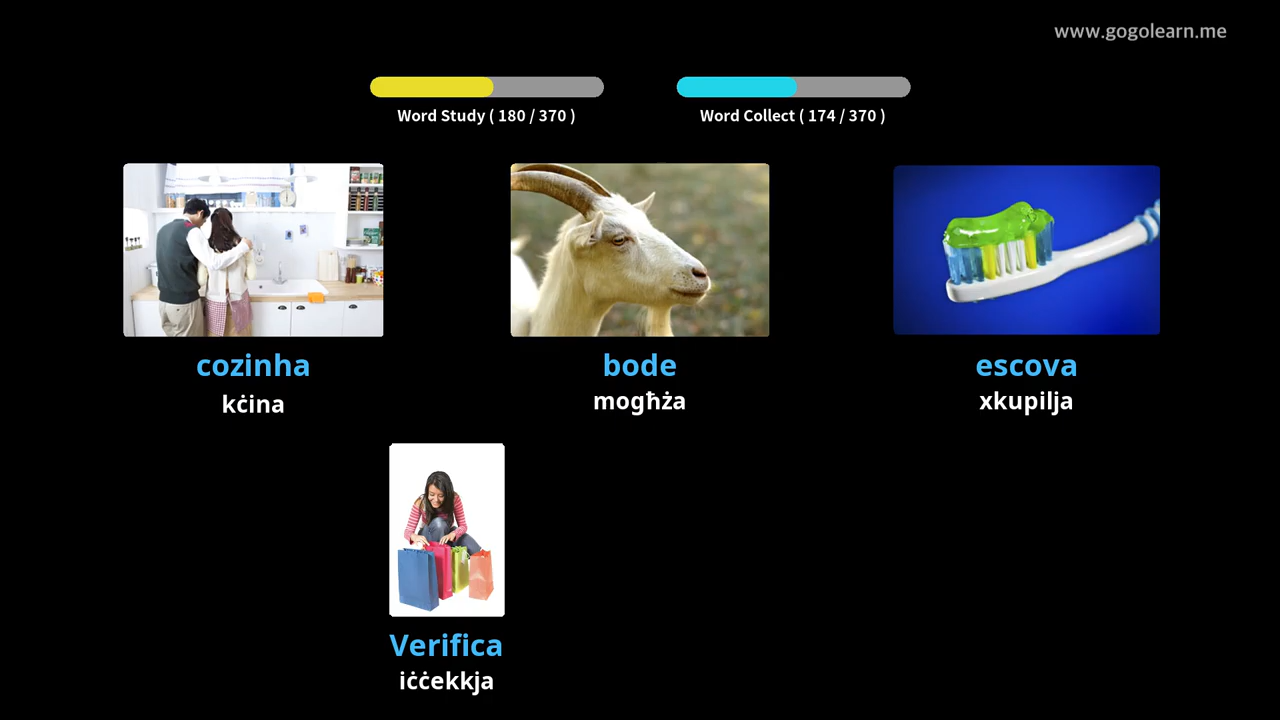 www.gogolearn.me
Word Study ( 180 / 370 )
Word Collect ( 174 / 370 )
cozinha
kċina
bode
mogħża
escova
xkupilja
Verifica
iċċekkja